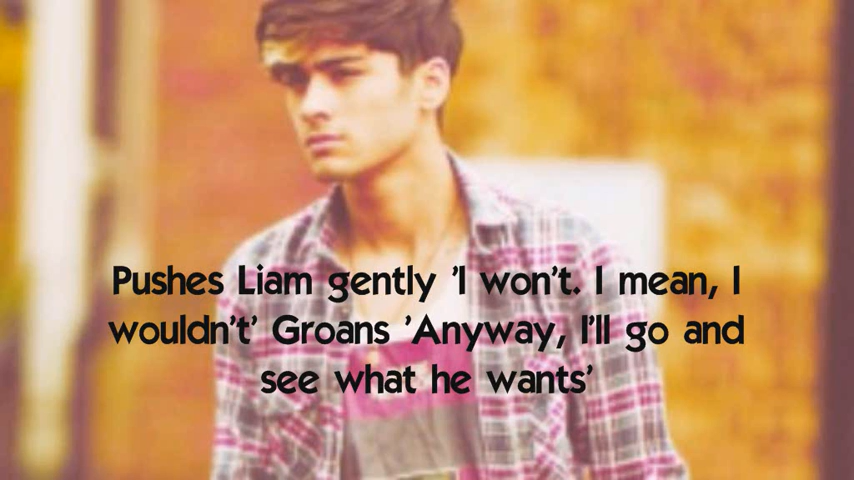 Pushes Liam gently 'I won't. I mean, I
wouldn't' Groans 'Anyway, I'll go and
see what he wants'